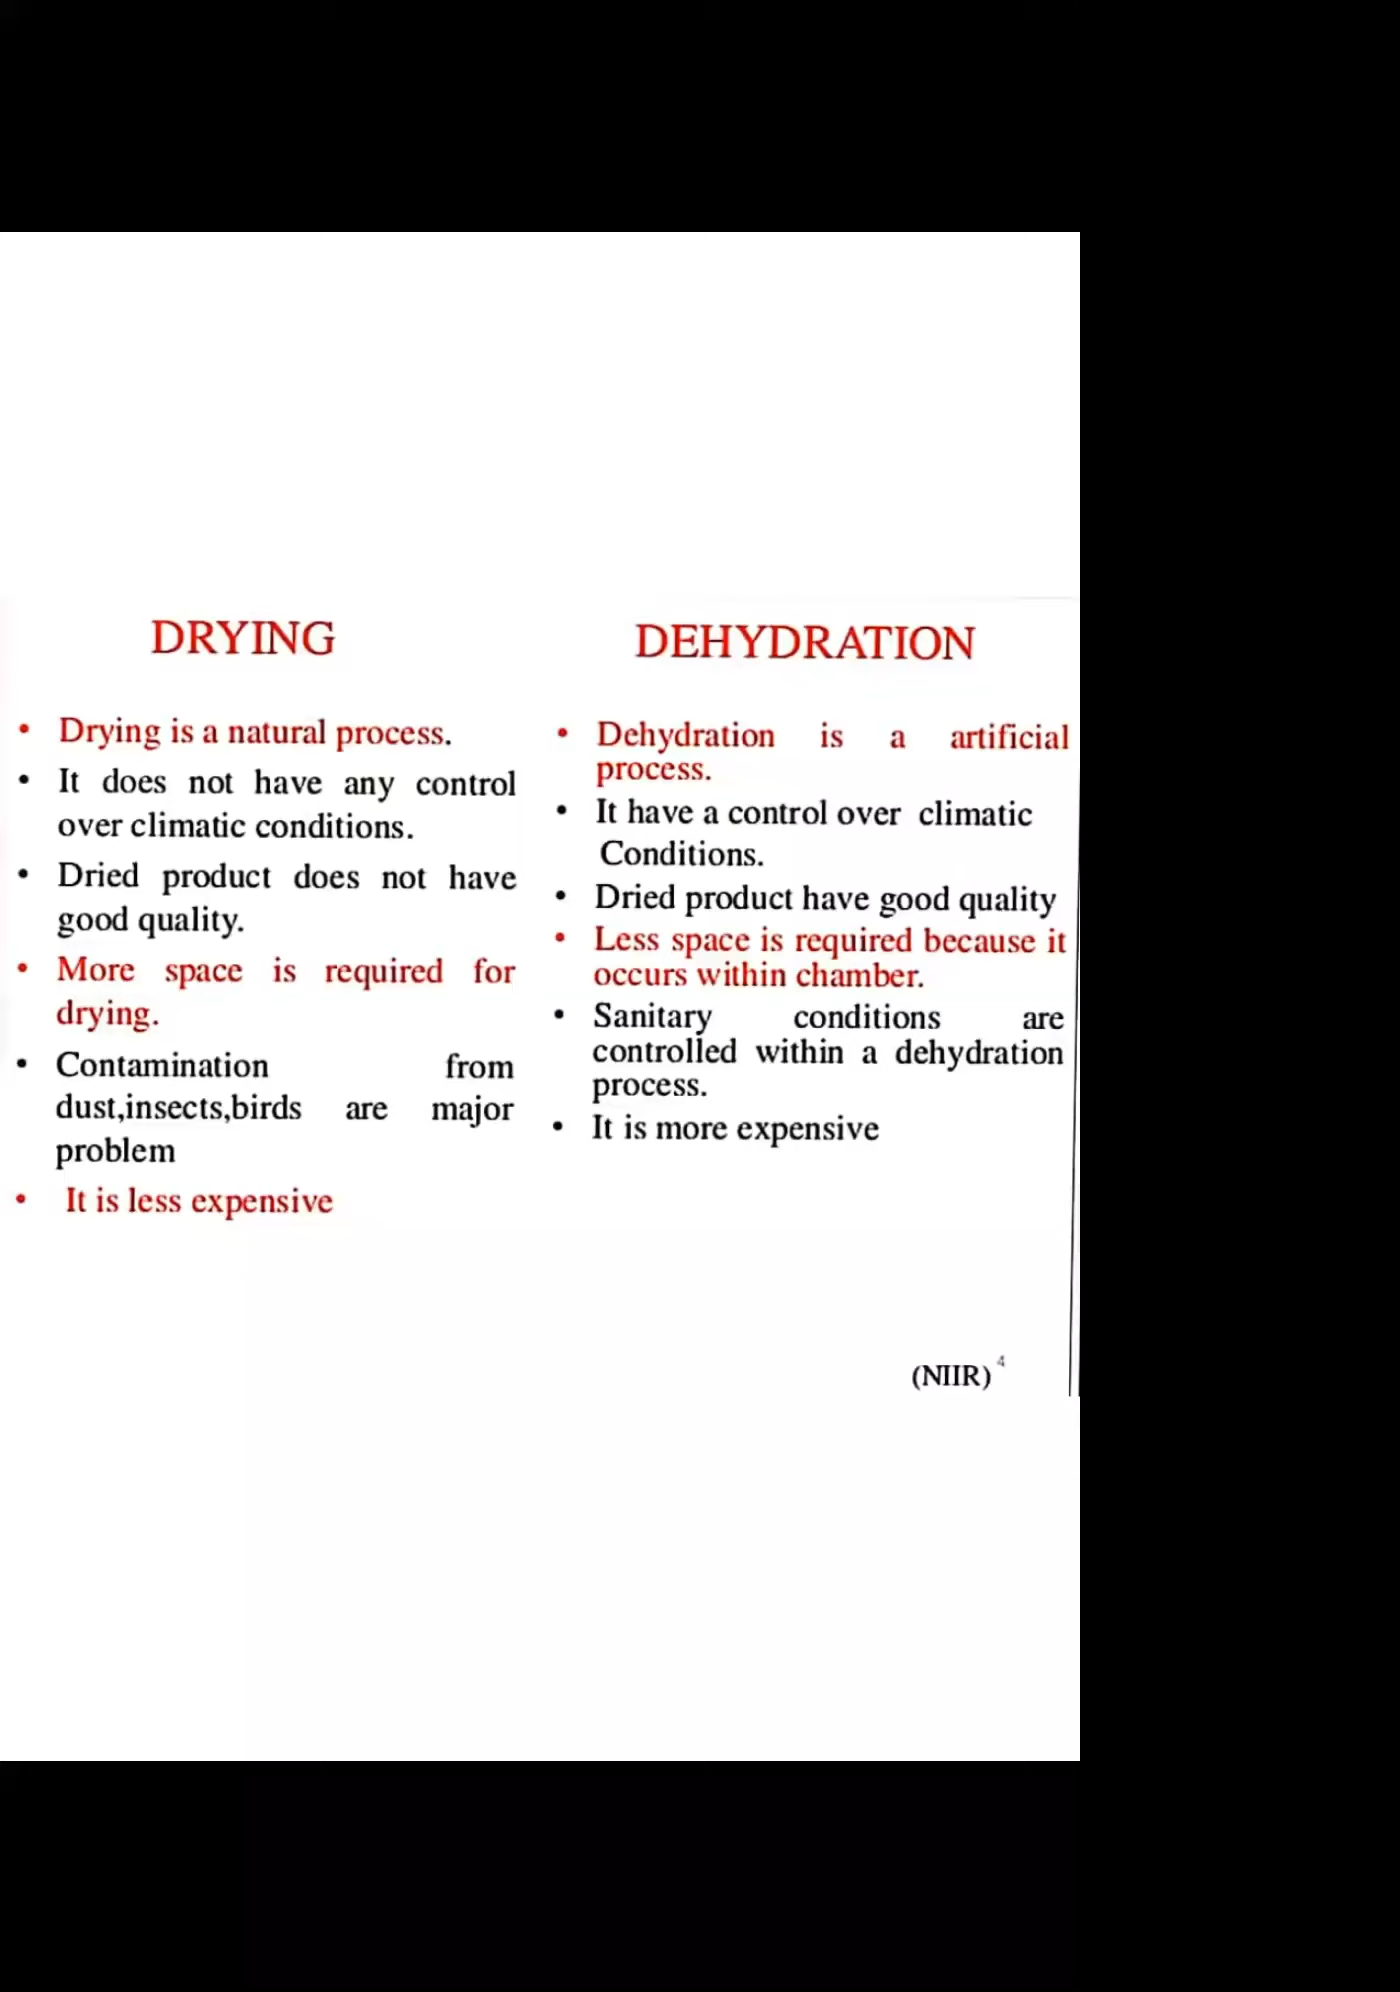 DRYING
• Drying is a natural process.
• It does not have any control
over climatic conditions.
• Dried product does not have
good quality.
• More space is required for
drying.
• Contamination from
dust,insects,birds are major
problem
• It is less expensive
DEHYDRATION
• Dehydration is a artificial
process.
• It have a control over climatic
Conditions.
• Dried product have good quality
• Less space is required because it
occurs within chamber.
• Sanitary conditions are
controlled within a dehydration
process.
• It is more expensive
(NIIR) 4